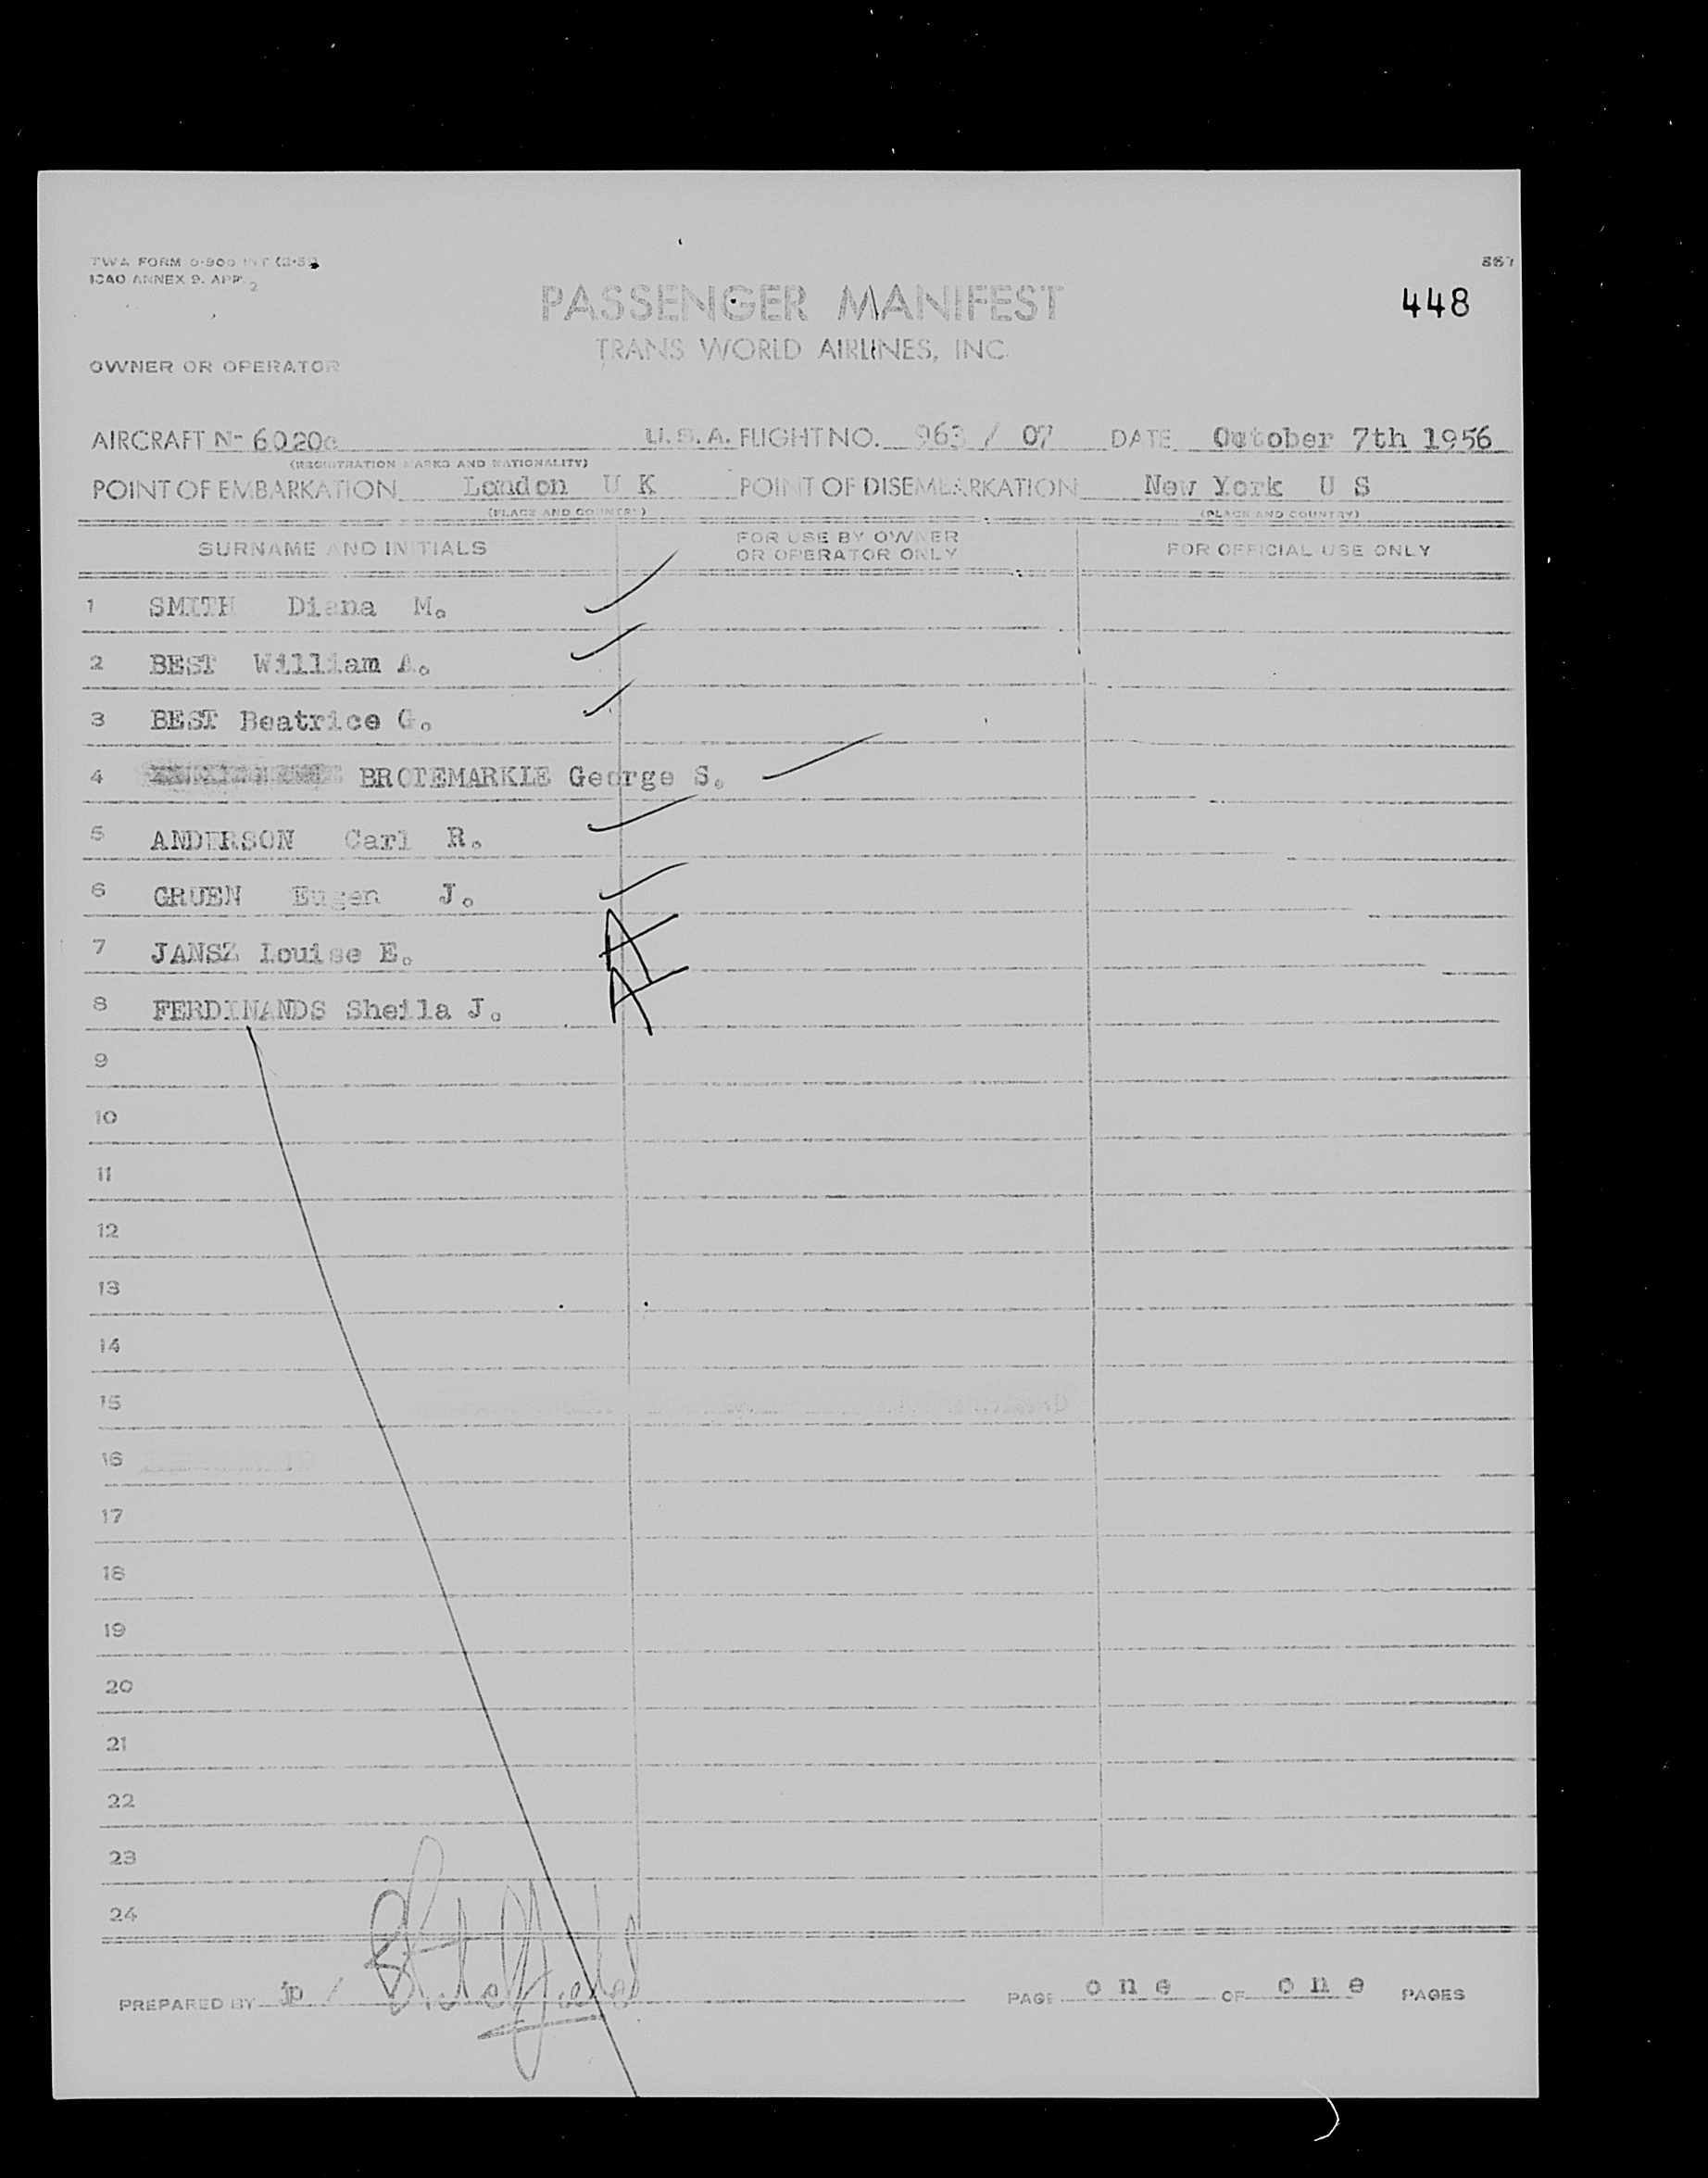 TWA FORM
ICAO ANNEX 9. APP. 2
448
PASSENGER MANIFEST
TRANS WORLD AIRLINES, INC
OWNER OR OPERATOR
AIRCRAFT N- 6020c U.S.A. FLIGHT NO. 963 / 07 DATE October 7th 1956
(REGISTRATION MARKS AND NATIONALITY)
POINT OF EMBARKATION London U K POINT OF DISEMBARKATION New York U S
(PLACE AND COUNTRY) (PLACE AND COUNTRY)
SURNAME AND INITIALS FOR USE BY OWNER OR OPERATOR ONLY FOR OFFICIAL USE ONLY
1 SMITH Diana M.
2 BEST William A.
3 BEST Beatrice G.
4 BROTEMARKLE George S.
5 ANDERSON Carl R.
6 GRUEN Eugen J.
7 JANSZ Louise E. A
8 FERDINANDS Sheila J. A
9
10
11
12
13
14
15
16
17
18
19
20
21
22
23
24
PREPARED BY jp / PAGE one OF one PAGES